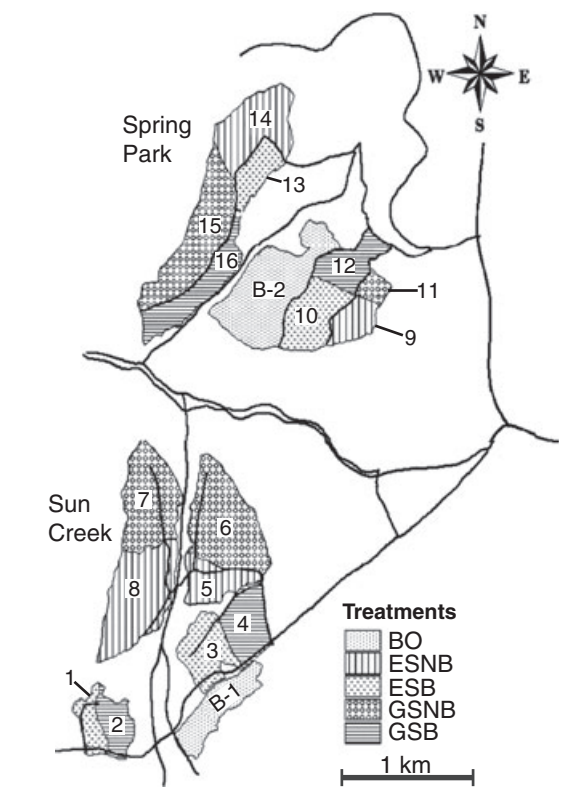 N
W E
S
Spring
Park
14
13
15
16
12
B-2
11
10
9
Sun
Creek
7
6
8
5
4
3
1
B-1
2
Treatments
BO
ESNB
ESB
GSNB
GSB
1 km